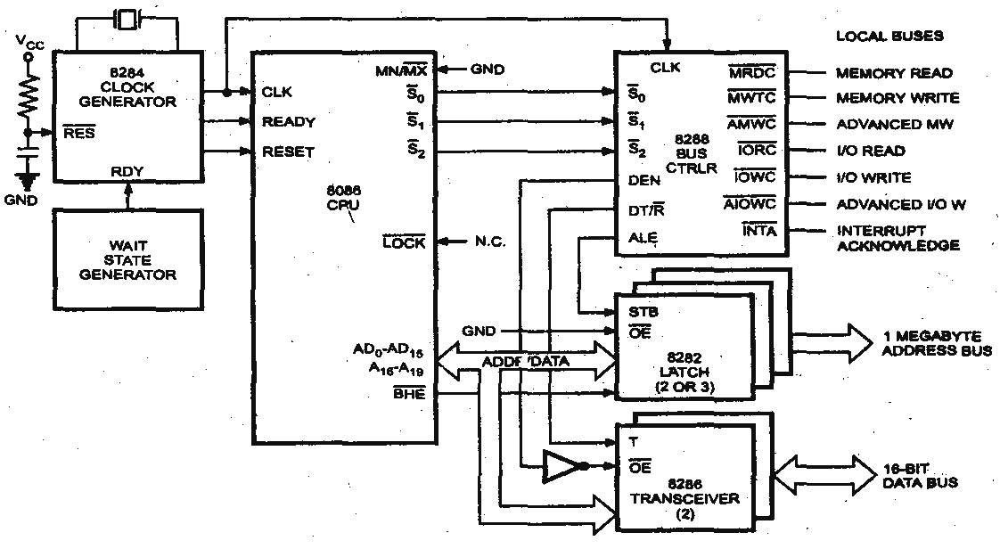 V_CC
8284
CLOCK
GENERATOR
RES
RDY
GND
WAIT
STATE
GENERATOR
CLK
READY
RESET
MN/MX
S0
S1
S2
8086
CPU
LOCK
AD0-AD15
A16-A19
BHE
GND
N.C.
GND
ADDR/DATA
CLK
S0
S1
S2
DEN
DT/R
ALE
8288
BUS
CTRLR
MRDC
MWTC
AMWC
IORC
IOWC
AIOWC
INTA
LOCAL BUSES
MEMORY READ
MEMORY WRITE
ADVANCED MW
I/O READ
I/O WRITE
ADVANCED I/O W
INTERRUPT
ACKNOWLEDGE
STB
OE
8282
LATCH
(2 OR 3)
1 MEGABYTE
ADDRESS BUS
T
OE
8286
TRANSCEIVER
(2)
16-BIT
DATA BUS